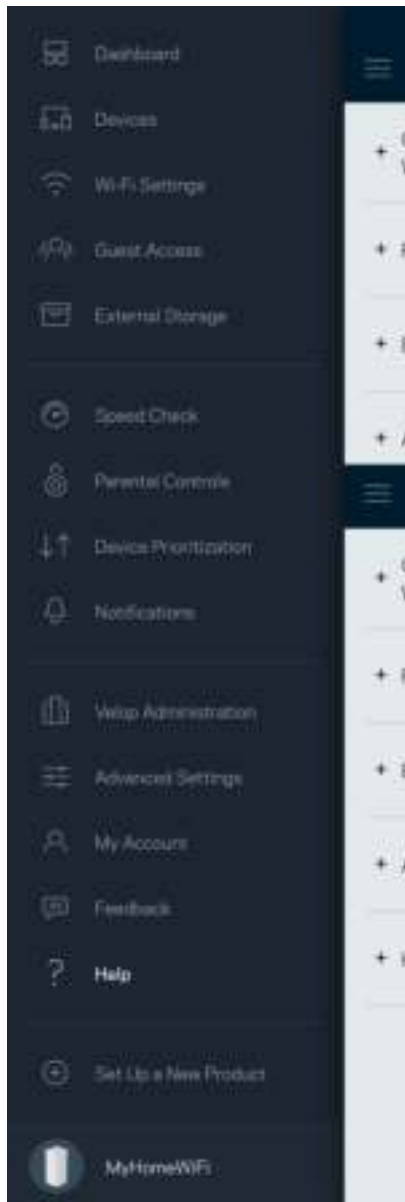 Dashboard
Devices
Wi-Fi Settings
Guest Access
External Storage
Speed Check
Parental Controls
Device Prioritization
Notifications
Velop Administration
Advanced Settings
My Account
Feedback
Help
Set Up a New Product
MyHomeWiFi